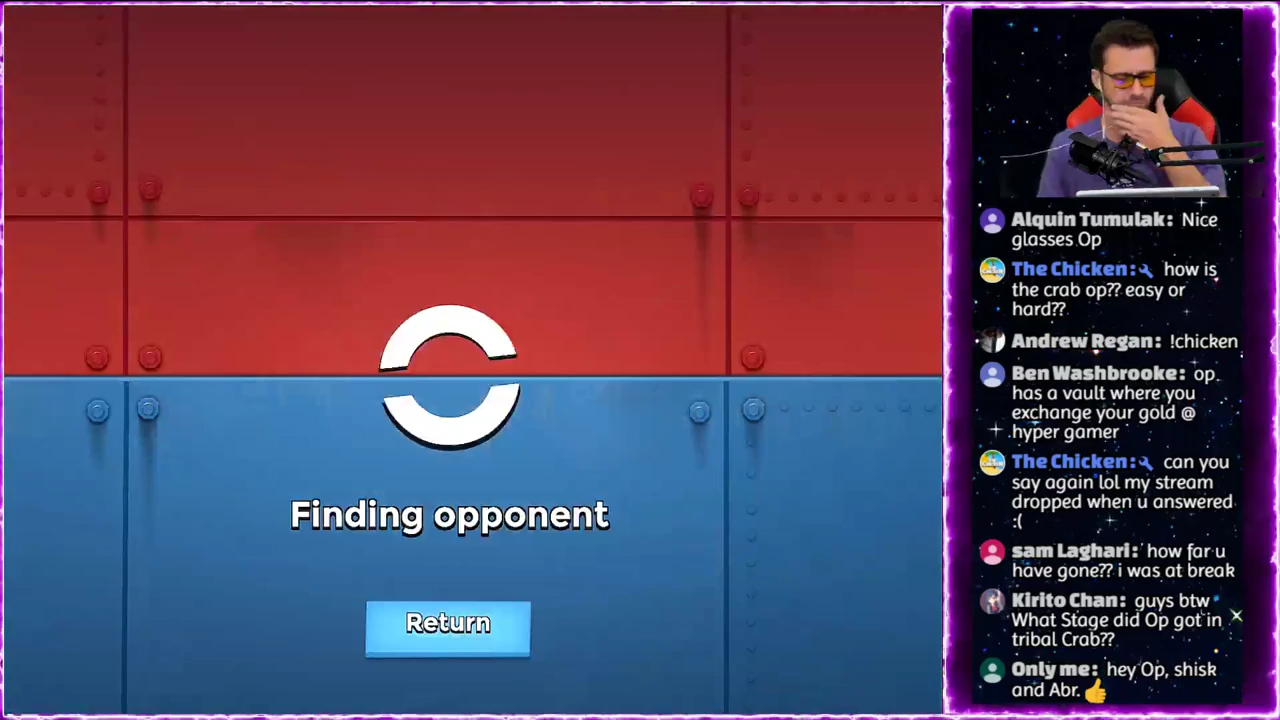 Finding opponent
Return
Alquin Tumulak: Nice
glasses Op
The Chicken: how is
the crab op?? easy or
hard??
Andrew Regan: !chicken
Ben Washbrooke: op
has a vault where you
exchange your gold @
hyper gamer
The Chicken: can you
say again lol my stream
dropped when u answered
:(
sam Laghari: how far u
have gone?? i was at break
Kirito Chan: guys btw
What Stage did Op got in
tribal Crab??
Only me: hey Op, shisk
and Abr. 👍